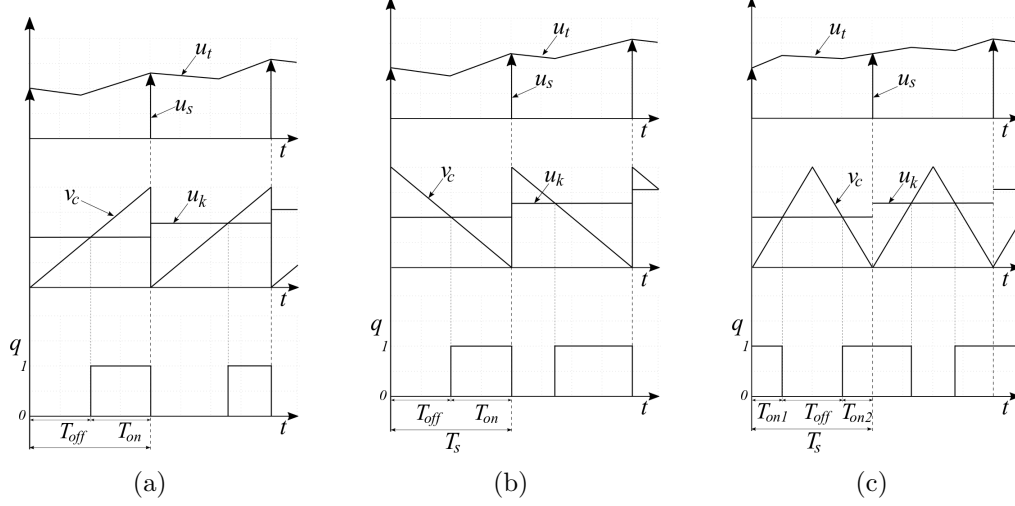 u_t
u_s
t
v_c
u_k
t
q
1
0
T_off T_on
t
(a)
u_t
u_s
t
v_c
u_k
t
q
1
0
T_off T_on
t
T_s
(b)
u_t
u_s
t
v_c
u_k
t
q
1
0
T_on1 T_off T_on2
t
T_s
(c)